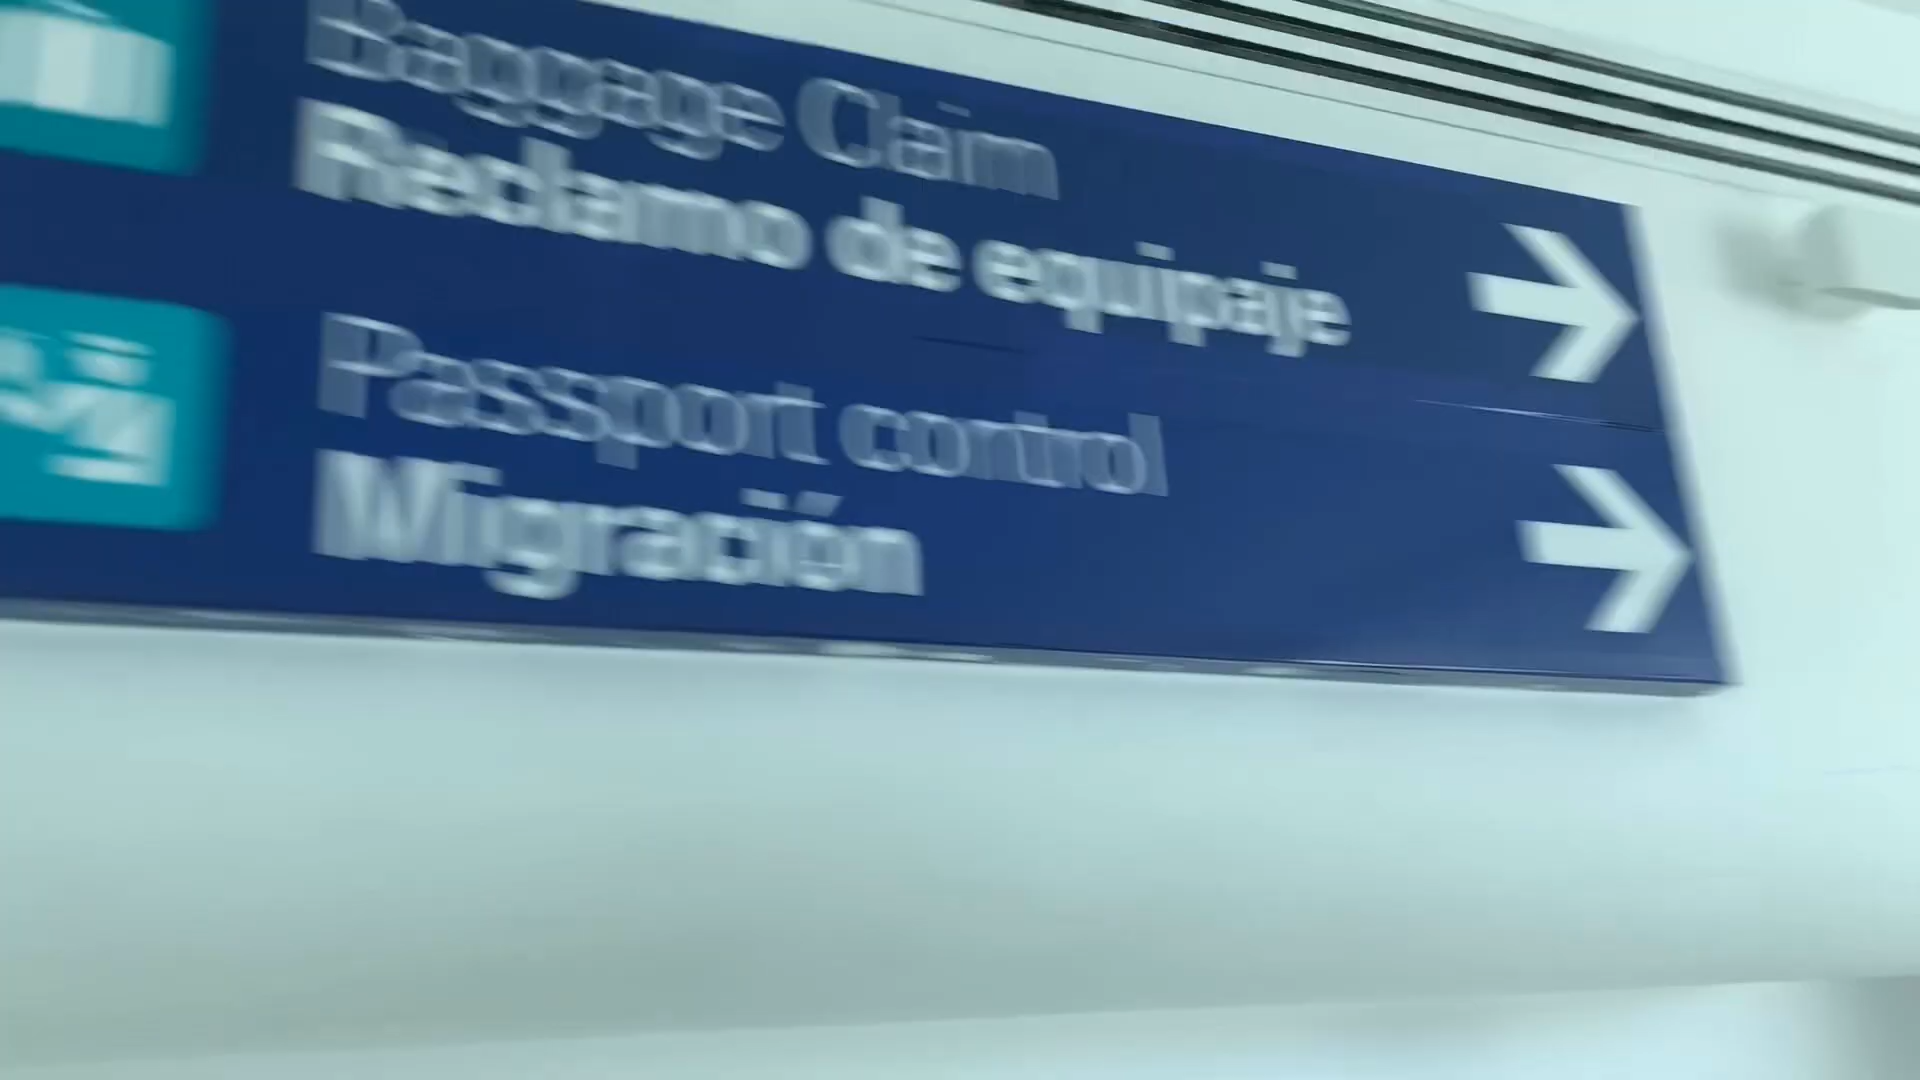 Baggage Claim
Reclamo de equipaje
Passport control
Migración